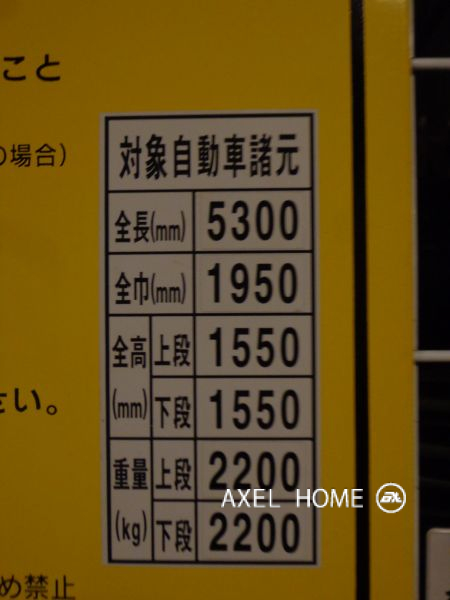 こと
の場合)
さい。
め禁止
対象自動車諸元
全長(mm) 5300
全巾(mm) 1950
全高(mm) 上段 1550
下段 1550
重量(kg) 上段 2200
下段 2200
AXEL HOME